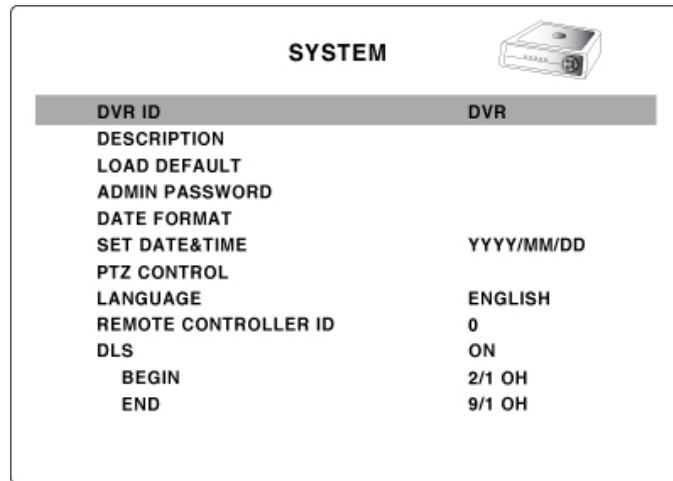 SYSTEM
DVR ID DVR
DESCRIPTION
LOAD DEFAULT
ADMIN PASSWORD
DATE FORMAT
SET DATE&TIME YYYY/MM/DD
PTZ CONTROL
LANGUAGE ENGLISH
REMOTE CONTROLLER ID 0
DLS ON
BEGIN 2/1 OH
END 9/1 OH